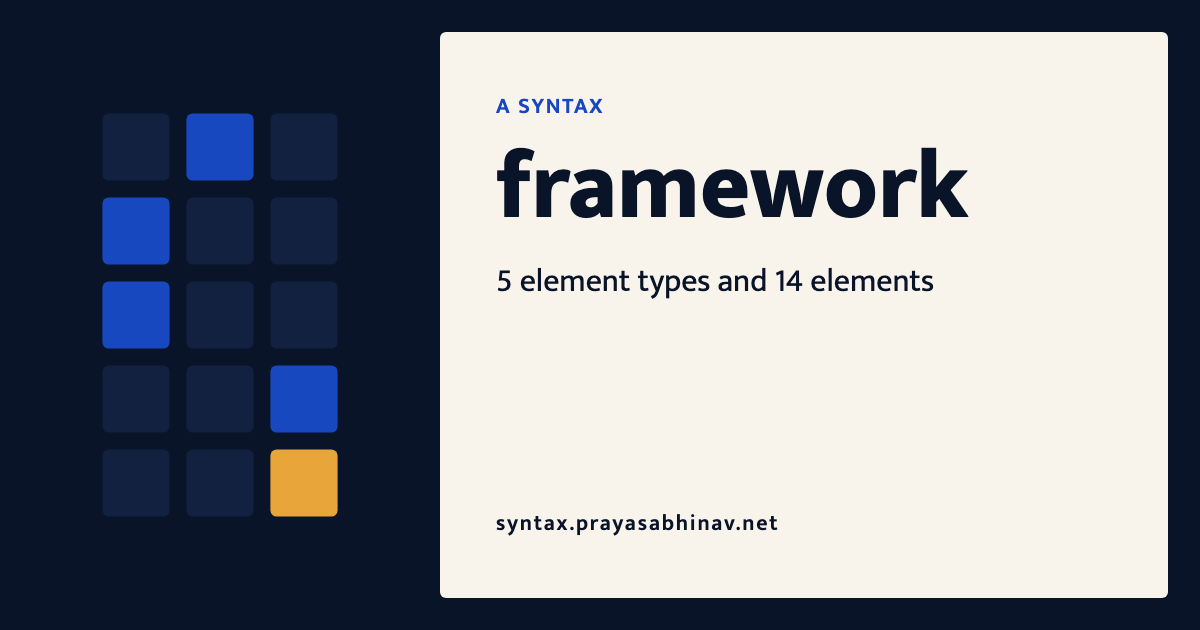 A SYNTAX
framework
5 element types and 14 elements
syntax.prayasabhinav.net